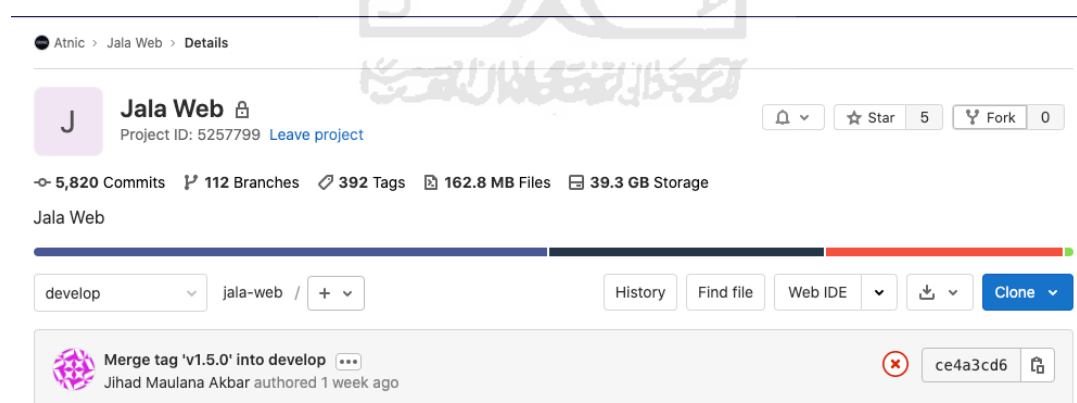 Atnic > Jala Web > Details
J
Jala Web
Project ID: 5257799 Leave project
Star 5 Fork 0
5,820 Commits 112 Branches 392 Tags 162.8 MB Files 39.3 GB Storage
Jala Web
develop jala-web / + History Find file Web IDE Clone
Merge tag 'v1.5.0' into develop
ce4a3cd6
Jihad Maulana Akbar authored 1 week ago